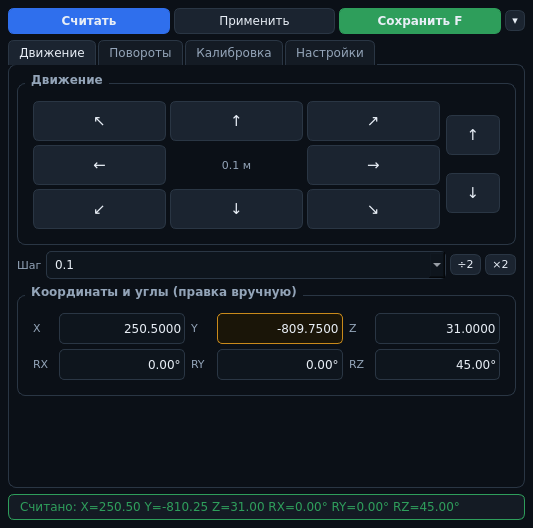 Считать Применить Сохранить F ▾
Движение Повороты Калибровка Настройки
Движение
↖ ↑ ↗ ↑
← 0.1 м →
↙ ↓ ↘ ↓
Шаг 0.1 ÷2 ×2
Координаты и углы (правка вручную)
X 250.5000 Y -809.7500 Z 31.0000
RX 0.00° RY 0.00° RZ 45.00°
Считано: X=250.50 Y=-810.25 Z=31.00 RX=0.00° RY=0.00° RZ=45.00°